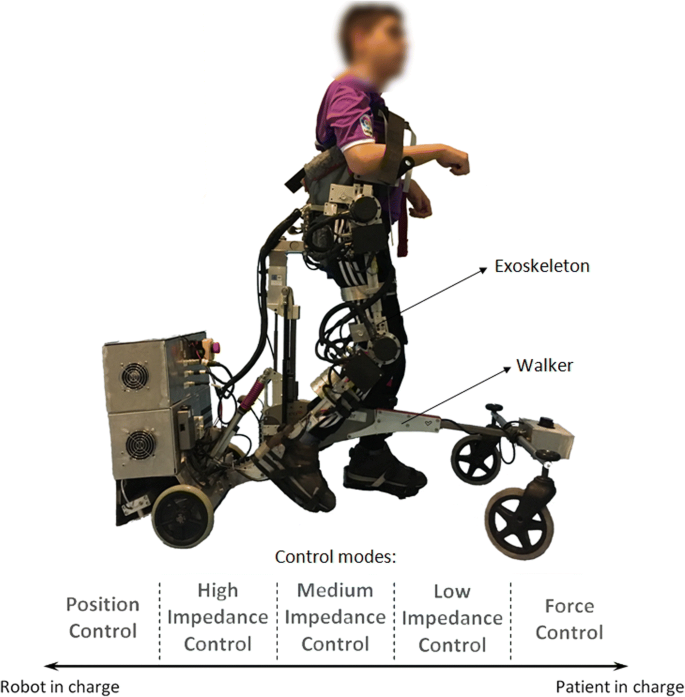 Exoskeleton
Walker
Control modes:
Position
Control
High
Impedance
Control
Medium
Impedance
Control
Low
Impedance
Control
Force
Control
Robot in charge
Patient in charge